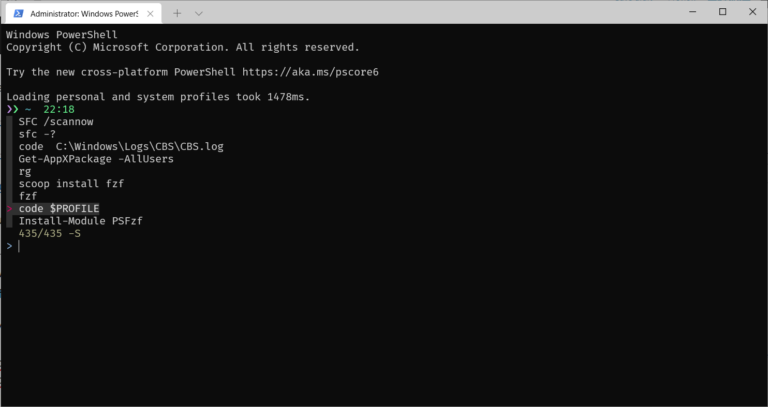 Administrator: Windows PowerS
Windows PowerShell
Copyright (C) Microsoft Corporation. All rights reserved.
Try the new cross-platform PowerShell https://aka.ms/pscore6
Loading personal and system profiles took 1478ms.
❯❯ ~ 22:18
SFC /scannow
sfc -?
code  C:\Windows\Logs\CBS\CBS.log
Get-AppXPackage -AllUsers
rg
scoop install fzf
fzf
> code $PROFILE
Install-Module PSFzf
435/435 -S
>